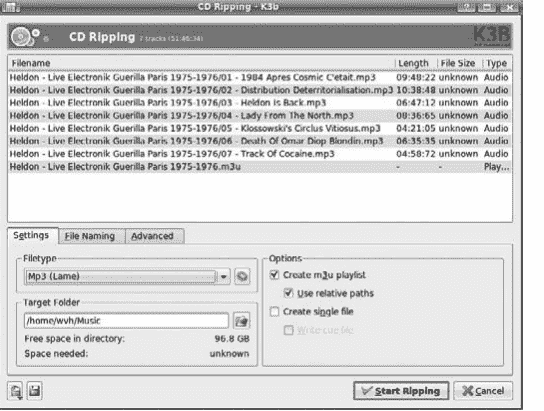 CD Ripping - K3b
CD Ripping 7 tracks (51:46:34)
K3B
Filename Length File Size Type
Heldon - Live Electronik Guerilla Paris 1975-1976/01 - 1984 Apres Cosmic C'etait.mp3 09:48:22 unknown Audio
Heldon - Live Electronik Guerilla Paris 1975-1976/02 - Distribution Deterritorialisation.mp3 10:38:48 unknown Audio
Heldon - Live Electronik Guerilla Paris 1975-1976/03 - Heldon Is Back.mp3 06:47:12 unknown Audio
Heldon - Live Electronik Guerilla Paris 1975-1976/04 - Lady From The North.mp3 08:36:65 unknown Audio
Heldon - Live Electronik Guerilla Paris 1975-1976/05 - Klossowski's Circlus Vitiosus.mp3 04:21:05 unknown Audio
Heldon - Live Electronik Guerilla Paris 1975-1976/06 - Death Of Omar Diop Blondin.mp3 06:35:35 unknown Audio
Heldon - Live Electronik Guerilla Paris 1975-1976/07 - Track Of Cocaine.mp3 04:58:72 unknown Audio
Heldon - Live Electronik Guerilla Paris 1975-1976.m3u - - Play...
Settings File Naming Advanced
Filetype
Mp3 (Lame)
Target Folder
/home/wvh/Music
Free space in directory: 96.8 GB
Space needed: unknown
Options
Create m3u playlist
Use relative paths
Create single file
Write cue file
Start Ripping Cancel